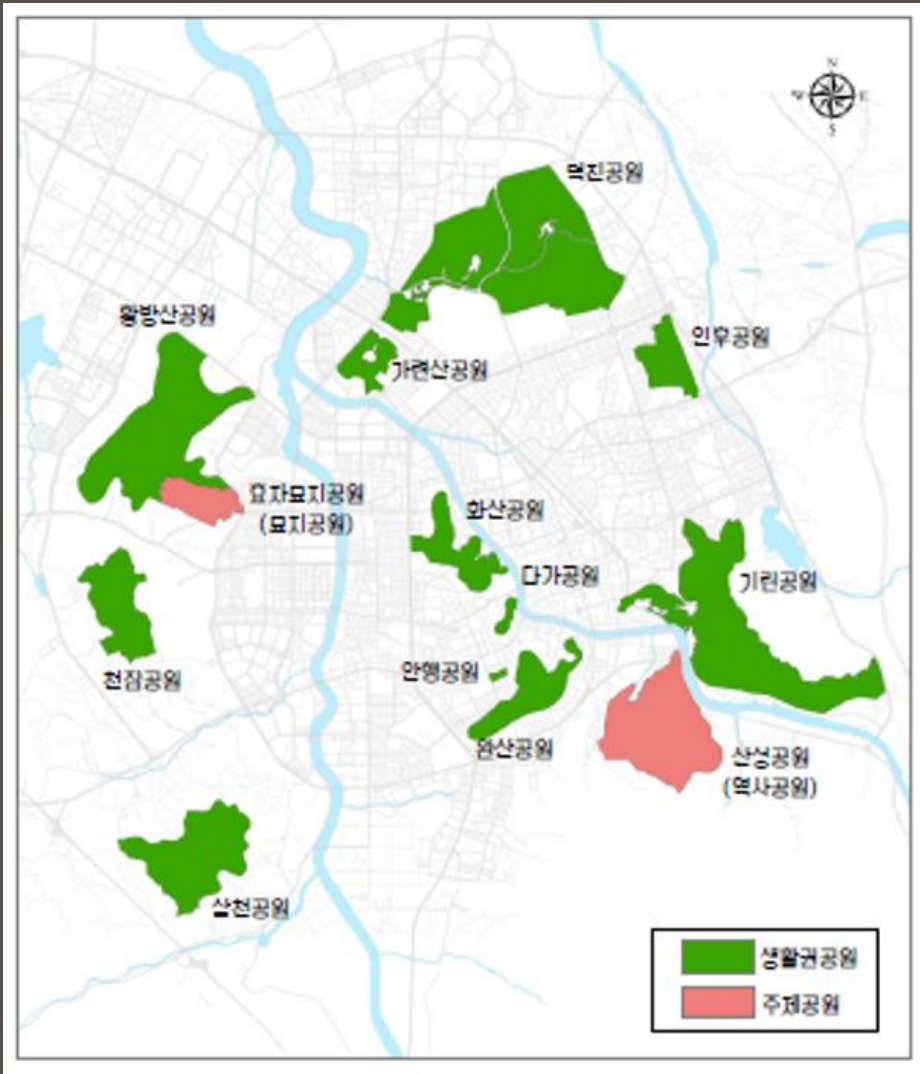 N
W
E
S
덕진공원
황방산공원
인후공원
가련산공원
효자묘지공원
(묘지공원)
화산공원
다가공원
기린공원
천잠공원
안행공원
완산공원
산성공원
(역사공원)
삼천공원
생활권공원
주제공원